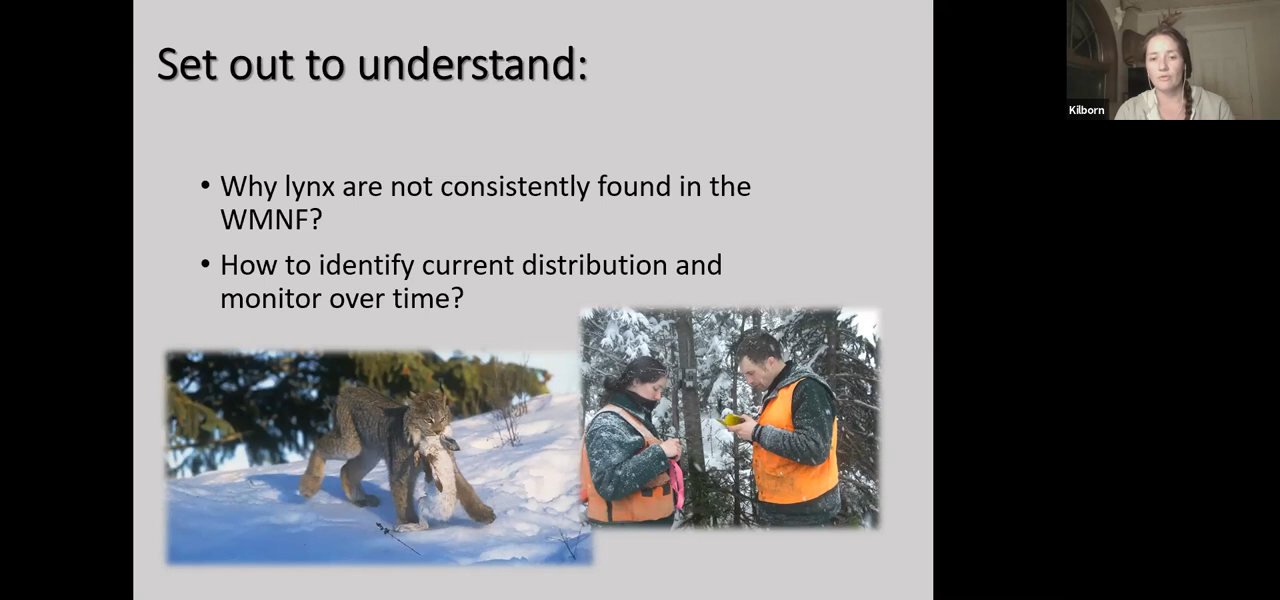 Set out to understand:
• Why lynx are not consistently found in the
WMNF?
• How to identify current distribution and
monitor over time?
Kilborn